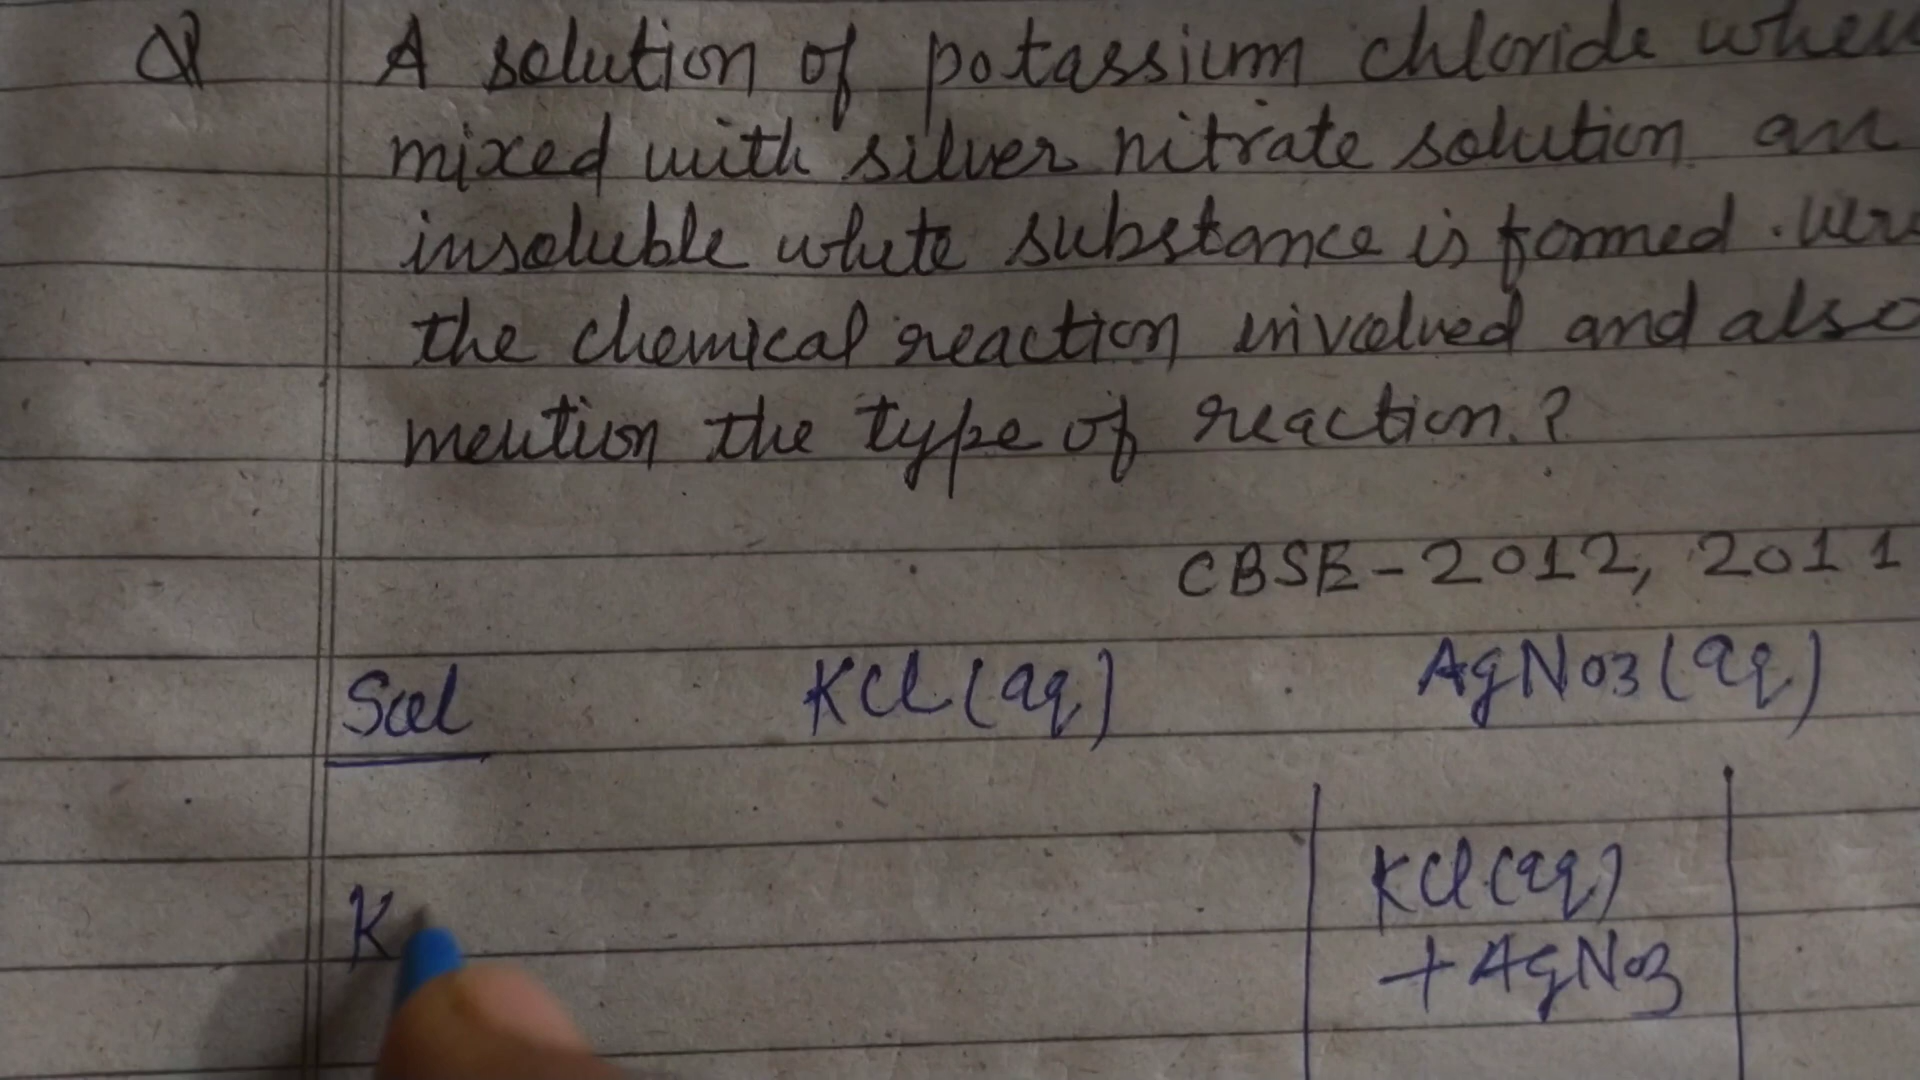 Q A solution of potassium chloride when
mixed with silver nitrate solution an
insoluble white substance is formed.
the chemical reaction involved and also
mention the type of reaction.?
CBSE-2012, 2011
Sol KCl(aq) AgNO3(aq)
KCl(aq)
K
+AgNO3